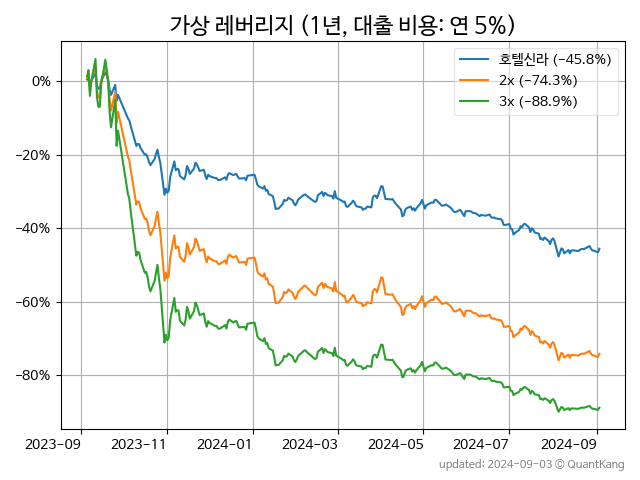 가상 레버리지 (1년, 대출 비용: 연 5%)
호텔신라 (−45.8%)
2x (−74.3%)
3x (−88.9%)
0%
−20%
−40%
−60%
−80%
2023-09 2023-11 2024-01 2024-03 2024-05 2024-07 2024-09
updated: 2024-09-03 © QuantKang